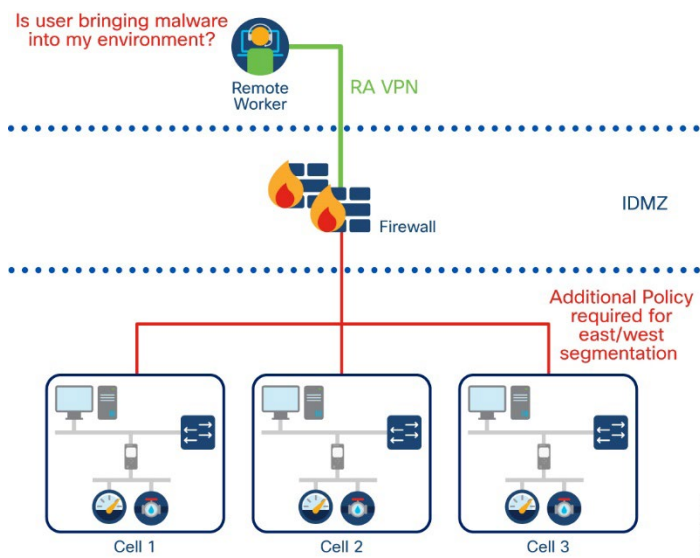 Is user bringing malware
into my environment?
Remote
Worker
RA VPN
IDMZ
Firewall
Additional Policy
required for
east/west
segmentation
Cell 1
Cell 2
Cell 3